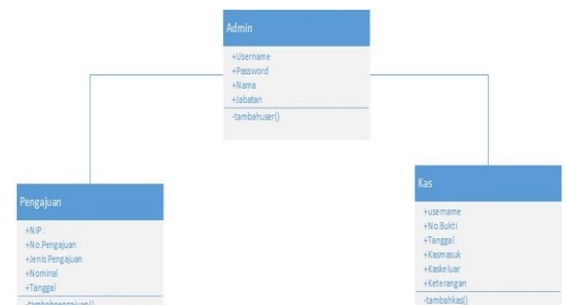 Admin
+Username
+Password
+Nama
+Jabatan
-tambahuser()
Pengajuan
+NIP :
+No.Pengajuan
+Jenis Pengajuan
+Nominal
+Tanggal
-tambahpengajuan()
Kas
+username
+No.Bukti
+Tanggal
+Kasmasuk
+Kaskeluar
+Keterangan
-tambahkas()